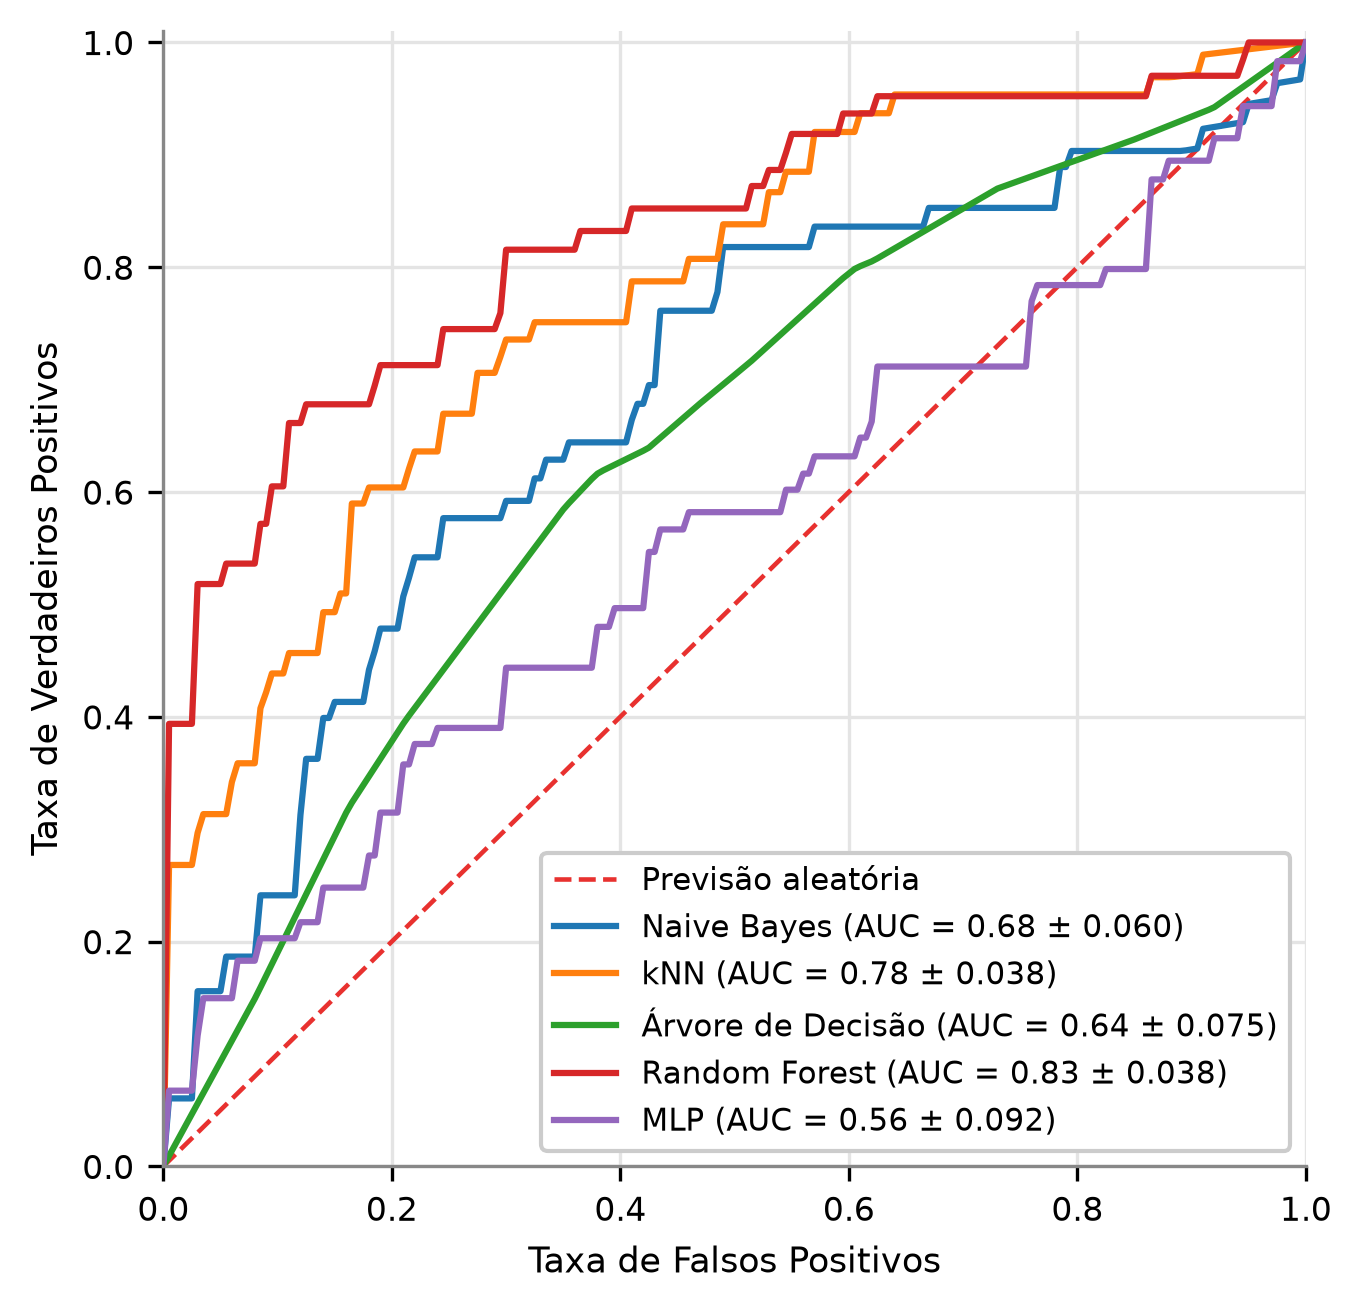 1.0
0.8
0.6
0.4
0.2
0.0
Taxa de Verdadeiros Positivos
Previsão aleatória
Naive Bayes (AUC = 0.68 ± 0.060)
kNN (AUC = 0.78 ± 0.038)
Árvore de Decisão (AUC = 0.64 ± 0.075)
Random Forest (AUC = 0.83 ± 0.038)
MLP (AUC = 0.56 ± 0.092)
0.0 0.2 0.4 0.6 0.8 1.0
Taxa de Falsos Positivos